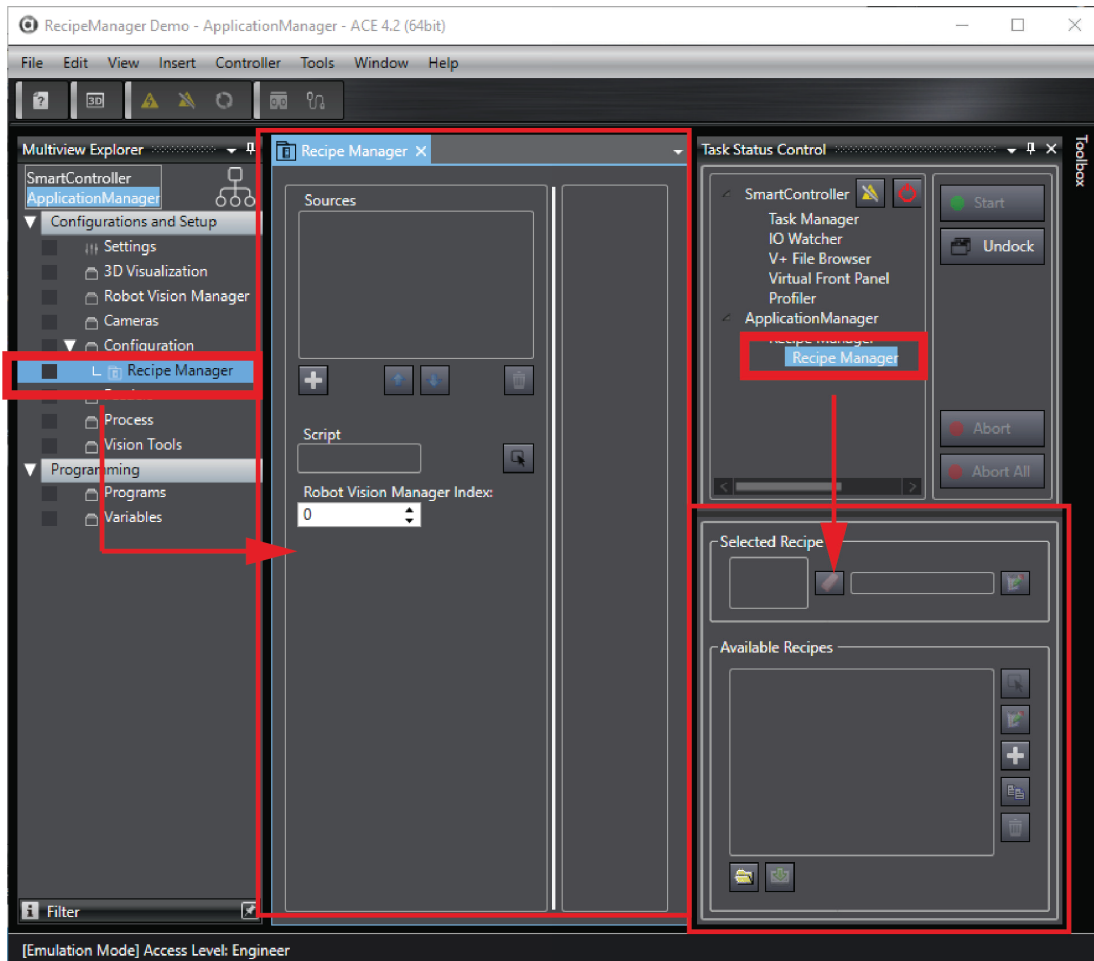 RecipeManager Demo - ApplicationManager - ACE 4.2 (64bit)
File Edit View Insert Controller Tools Window Help
3D
Multiview Explorer
SmartController
ApplicationManager
Configurations and Setup
Settings
3D Visualization
Robot Vision Manager
Cameras
Configuration
Recipe Manager
Process
Vision Tools
Programming
Programs
Variables
Filter
Recipe Manager
Sources
Script
Robot Vision Manager Index:
0
Task Status Control
SmartController
Task Manager
IO Watcher
V+ File Browser
Virtual Front Panel
Profiler
ApplicationManager
Recipe Manager
Recipe Manager
Start
Undock
Abort
Abort All
Selected Recipe
Available Recipes
Toolbox
[Emulation Mode] Access Level: Engineer